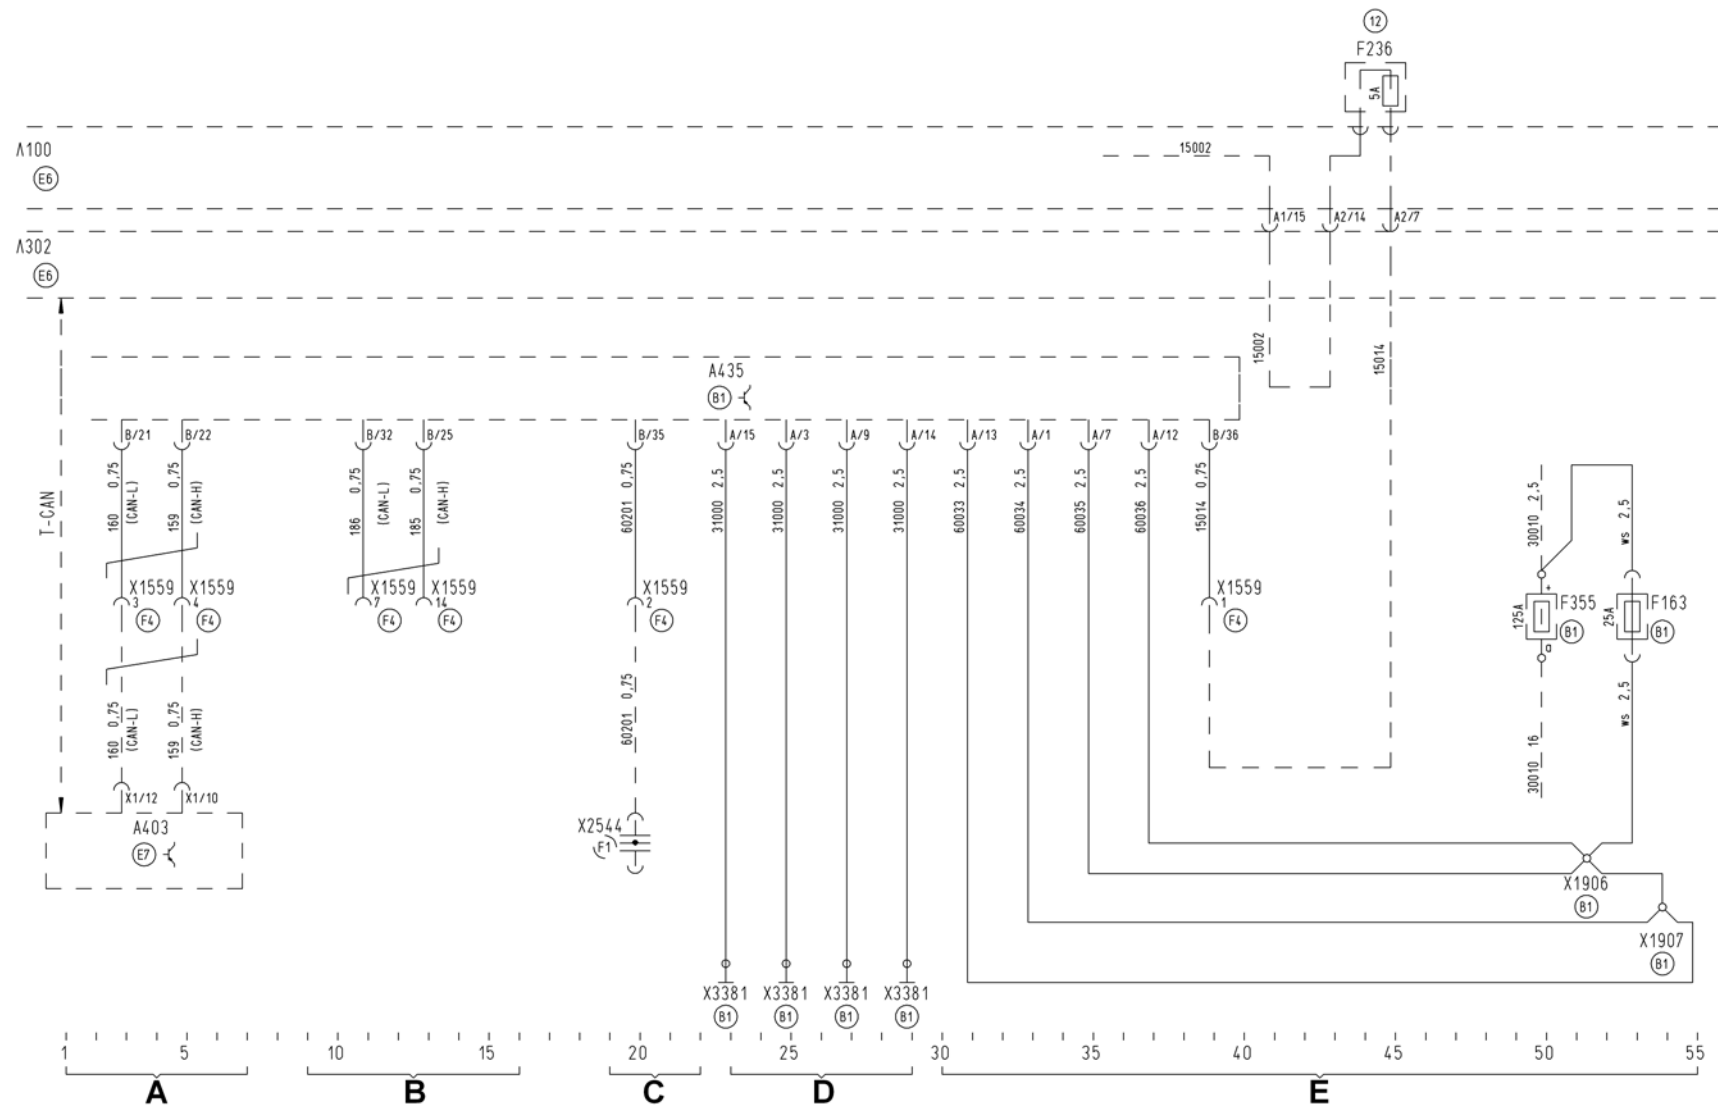 12
F236
5A
A100
E6
15002
A1/15
A2/14
A2/7
A302
E6
15002
15014
A435
B1
B/21
B/22
B/32
B/25
B/35
A/15
A/3
A/9
A/14
A/13
A/1
A/7
A/12
B/36
T-CAN
160 0,75
(CAN-L)
159 0,75
(CAN-H)
186 0,75
(CAN-L)
185 0,75
(CAN-H)
60201 0,75
31000 2,5
31000 2,5
31000 2,5
31000 2,5
60033 2,5
60034 2,5
60035 2,5
60036 2,5
15014 0,75
30010 2,5
ws 2,5
X1559
3
F4
X1559
4
F4
X1559
7
F4
X1559
14
F4
X1559
2
F4
X1559
1
F4
+
125A
F355
B1
a
25A
F163
B1
160 0,75
(CAN-L)
159 0,75
(CAN-H)
60201 0,75
30010 16
ws 2,5
X1/12
X1/10
A403
E7
X2544
F1
X1906
B1
X1907
B1
X3381
B1
X3381
B1
X3381
B1
X3381
B1
1 5 10 15 20 25 30 35 40 45 50 55
A B C D E